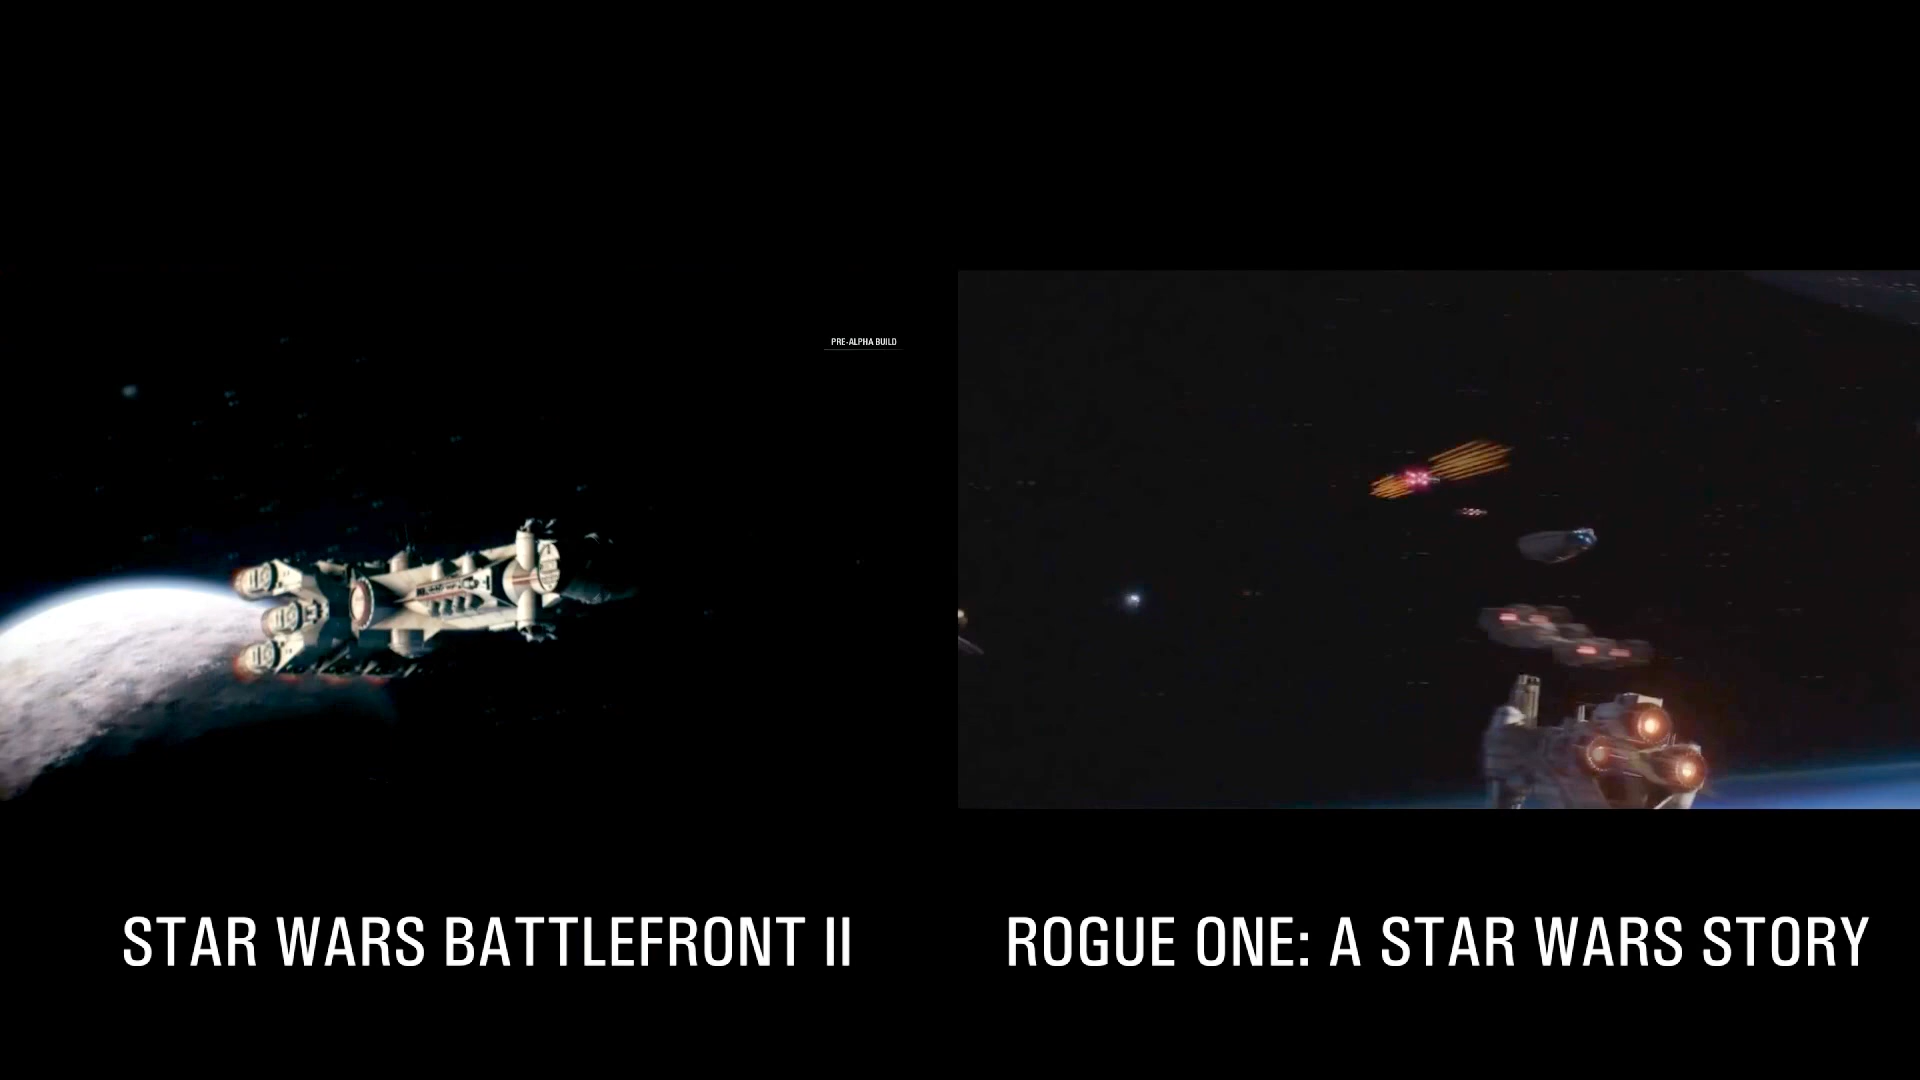 PRE-ALPHA BUILD
STAR WARS BATTLEFRONT II
ROGUE ONE: A STAR WARS STORY